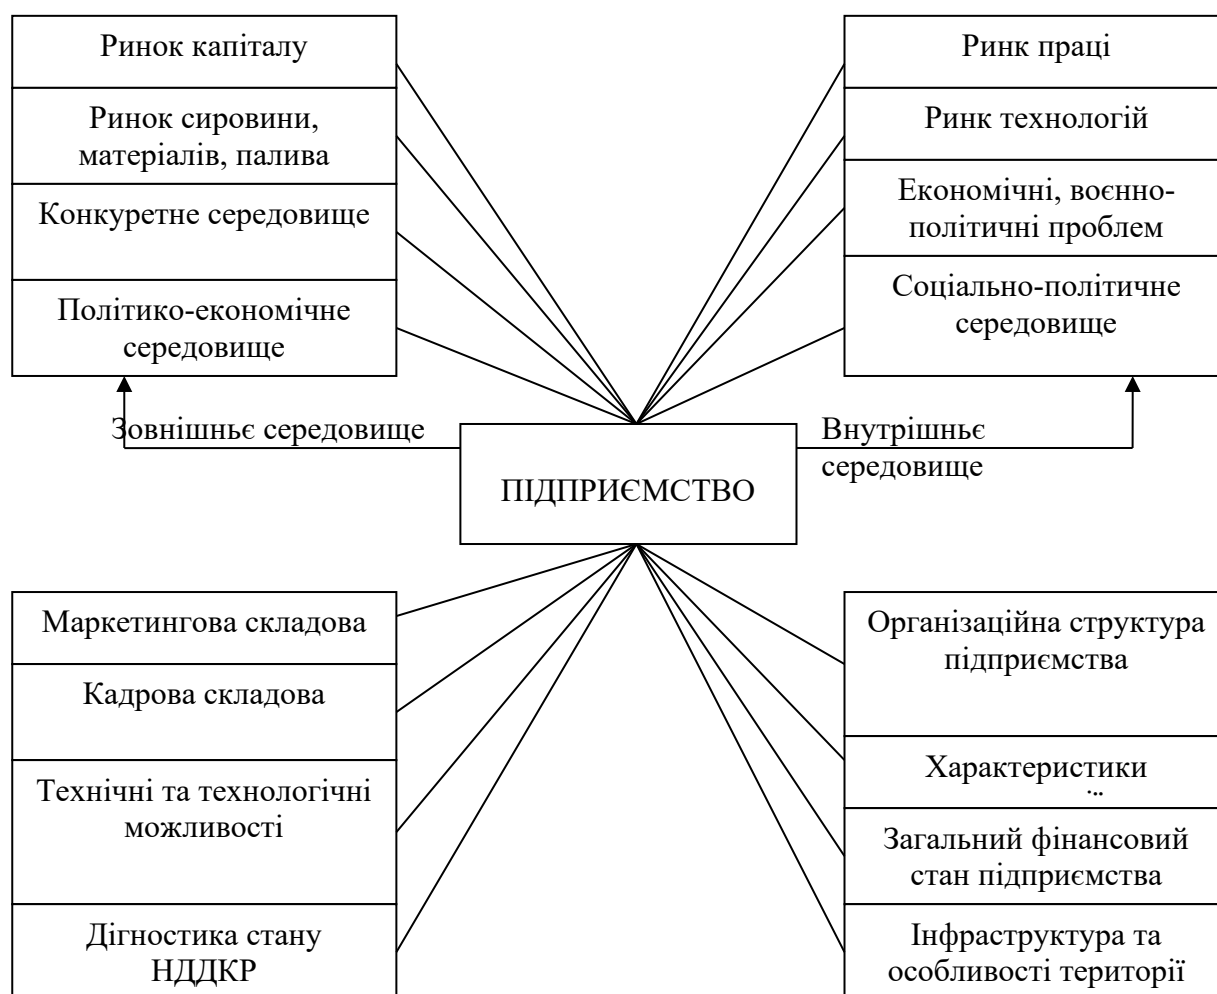 Ринок капіталу
Ринок сировини,
матеріалів, палива
Конкуретне середовище
Політико-економічне
середовище
Ринк праці
Ринк технологій
Економічні, воєнно-
політичні проблем
Соціально-політичне
середовище
Зовнішньє середовище
Внутрішньє
середовище
ПІДПРИЄМСТВО
Маркетингова складова
Кадрова складова
Технічні та технологічні
можливості
Дігностика стану
НДДКР
Організаційна структура
підприємства
Характеристики
Загальний фінансовий
стан підприємства
Інфраструктура та
особливості території